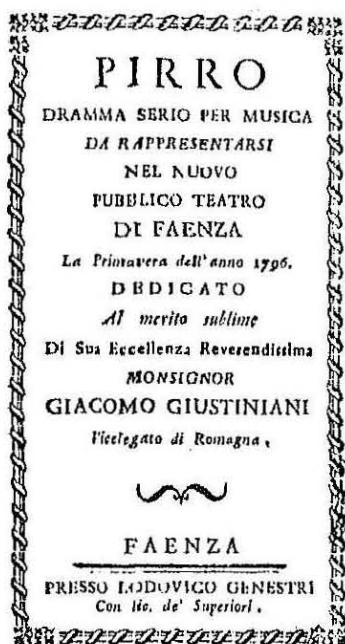 PIRRO
DRAMMA SERIO PER MUSICA
DA RAPPRESENTARSI
NEL NUOVO
PUBBLICO TEATRO
DI FAENZA
La Primavera dell'anno 1796.
DEDICATO
Al merito sublime
Di Sua Eccellenza Reverendissima
MONSIGNOR
GIACOMO GIUSTINIANI
Vicelegato di Romagna.
FAENZA
PRESSO LODOVICO GENESTRI
Con lic. de' Superiori.